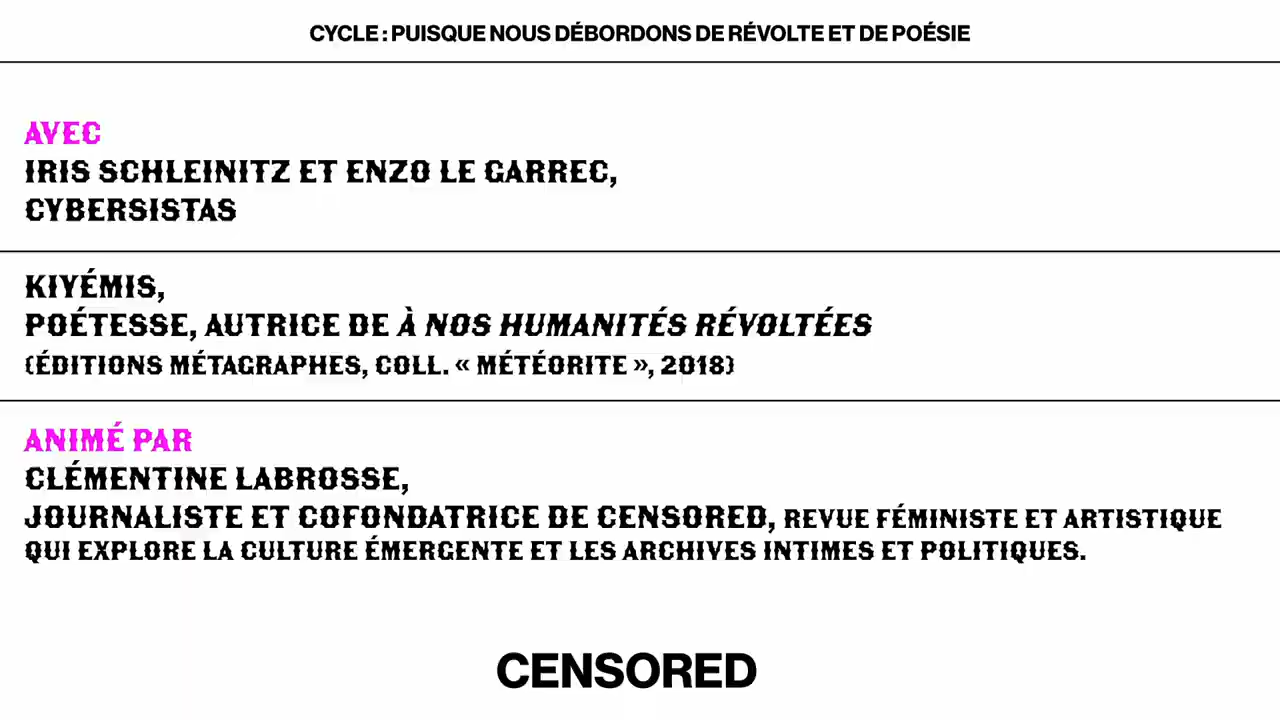 CYCLE : PUISQUE NOUS DÉBORDONS DE RÉVOLTE ET DE POÉSIE
AVEC
IRIS SCHLEINITZ ET ENZO LE GARREC,
CYBERSISTAS
KIYÉMIS,
POÉTESSE, AUTRICE DE À NOS HUMANITÉS RÉVOLTÉES
(ÉDITIONS MÉTAGRAPHES, COLL. « MÉTÉORITE », 2018)
ANIMÉ PAR
CLÉMENTINE LABROSSE,
JOURNALISTE ET COFONDATRICE DE CENSORED, REVUE FÉMINISTE ET ARTISTIQUE
QUI EXPLORE LA CULTURE ÉMERGENTE ET LES ARCHIVES INTIMES ET POLITIQUES.
CENSORED